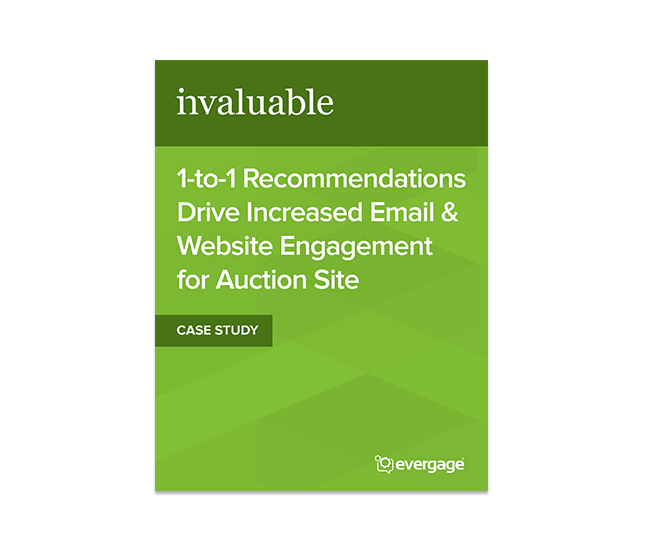 invaluable
1-to-1 Recommendations
Drive Increased Email &
Website Engagement
for Auction Site
CASE STUDY
evergage